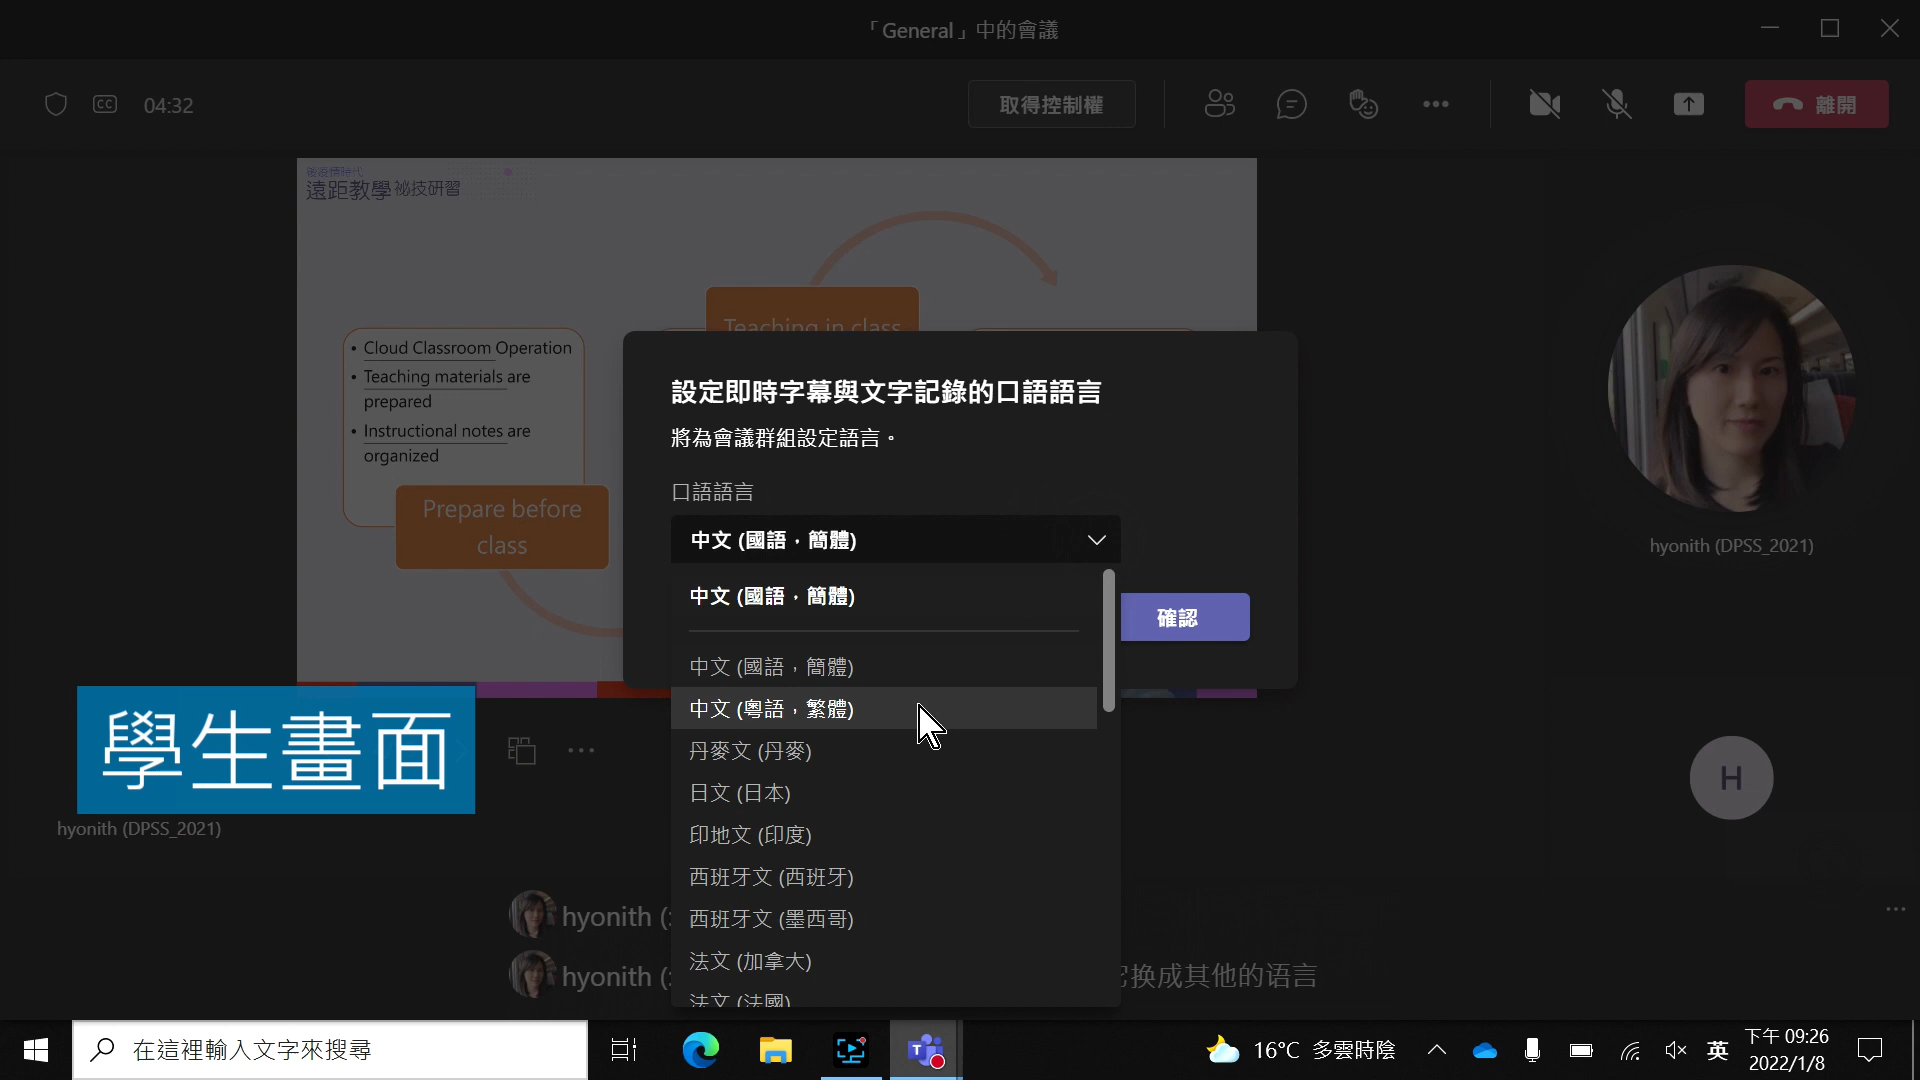 「General」中的會議
CC
04:32
取得控制權
離開
後疫情時代
遠距教學 祕技研習
Teaching in class
• Cloud Classroom Operation
• Teaching materials are
prepared
• Instructional notes are
organized
Prepare before
class
設定即時字幕與文字記錄的口語語言
將為會議群組設定語言。
口語語言
中文 (國語，簡體)
中文 (國語，簡體)
確認
中文 (國語，簡體)
中文 (粵語，繁體)
丹麥文 (丹麥)
日文 (日本)
印地文 (印度)
西班牙文 (西班牙)
西班牙文 (墨西哥)
法文 (加拿大)
法文 (法國)
hyonith (DPSS_2021)
H
學生畫面
hyonith (DPSS_2021)
hyonith (
hyonith (
换成其他的语言
在這裡輸入文字來搜尋
16°C 多雲時陰
英
下午 09:26
2022/1/8